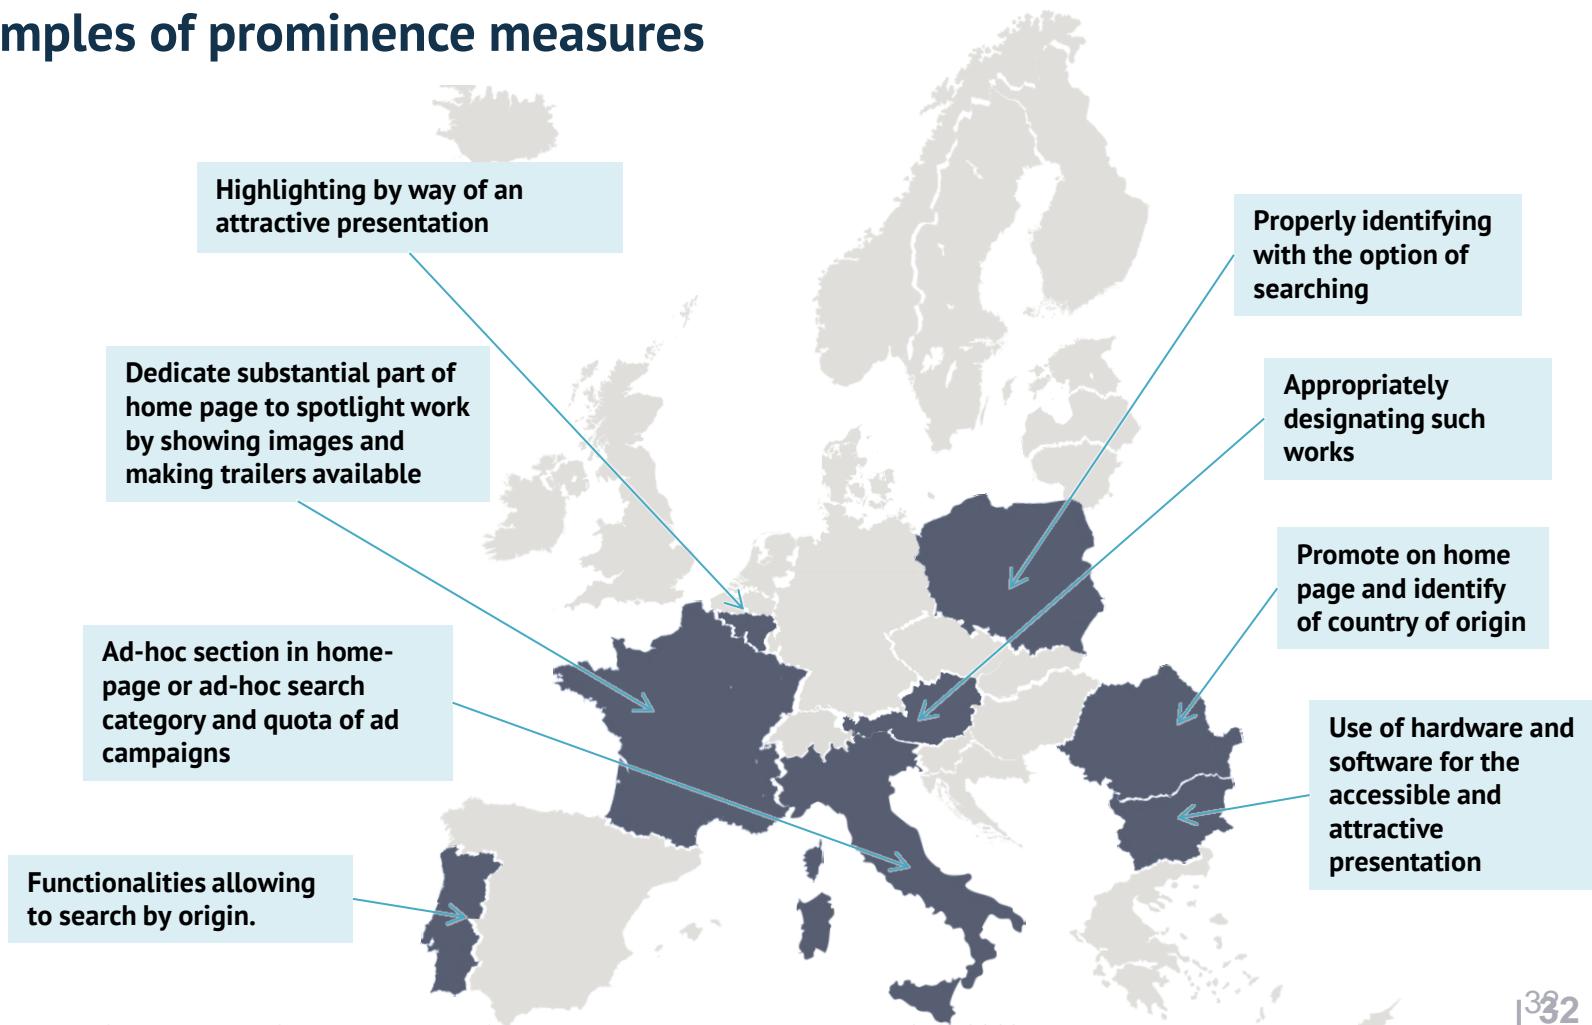 mples of prominence measures
Highlighting by way of an
attractive presentation
Properly identifying
with the option of
searching
Dedicate substantial part of
home page to spotlight work
by showing images and
making trailers available
Appropriately
designating such
works
Promote on home
page and identify
of country of origin
Ad-hoc section in home-
page or ad-hoc search
category and quota of ad
campaigns
Use of hardware and
software for the
accessible and
attractive
presentation
Functionalities allowing
to search by origin.
32